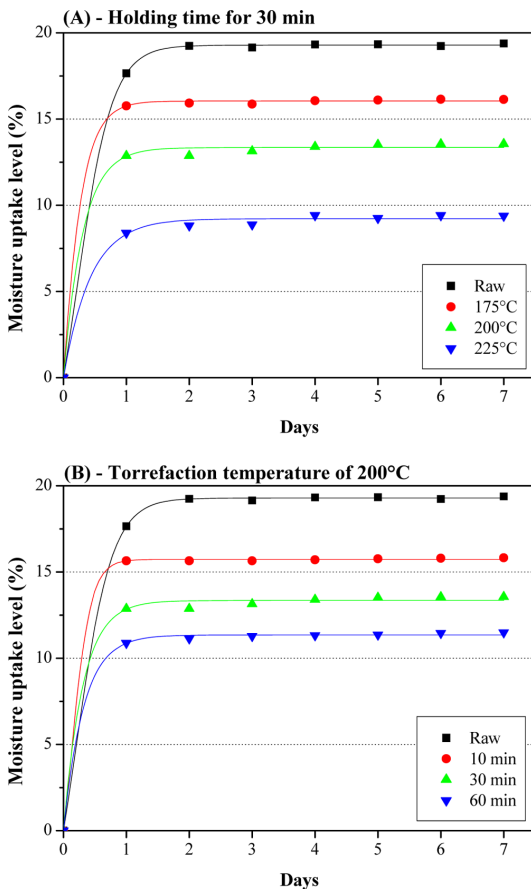 (A) - Holding time for 30 min
Moisture uptake level (%)
20
15
10
5
0
Raw
175°C
200°C
225°C
0 1 2 3 4 5 6 7
Days
(B) - Torrefaction temperature of 200°C
Moisture uptake level (%)
20
15
10
5
0
Raw
10 min
30 min
60 min
0 1 2 3 4 5 6 7
Days